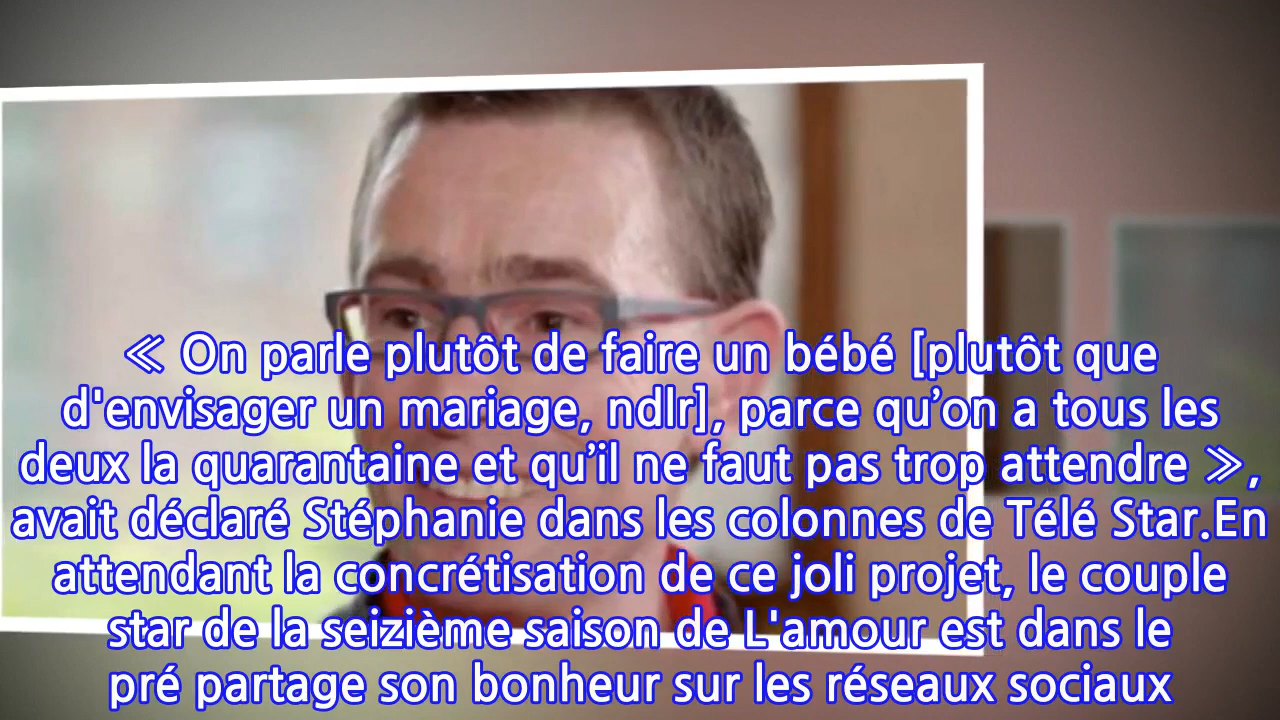 ≪ On parle plutôt de faire un bébé [plutôt que
d'envisager un mariage, ndlr], parce qu’on a tous les
deux la quarantaine et qu’il ne faut pas trop attendre ≫,
avait déclaré Stéphanie dans les colonnes de Télé Star.En
attendant la concrétisation de ce joli projet, le couple
star de la seizième saison de L'amour est dans le
pré partage son bonheur sur les réseaux sociaux